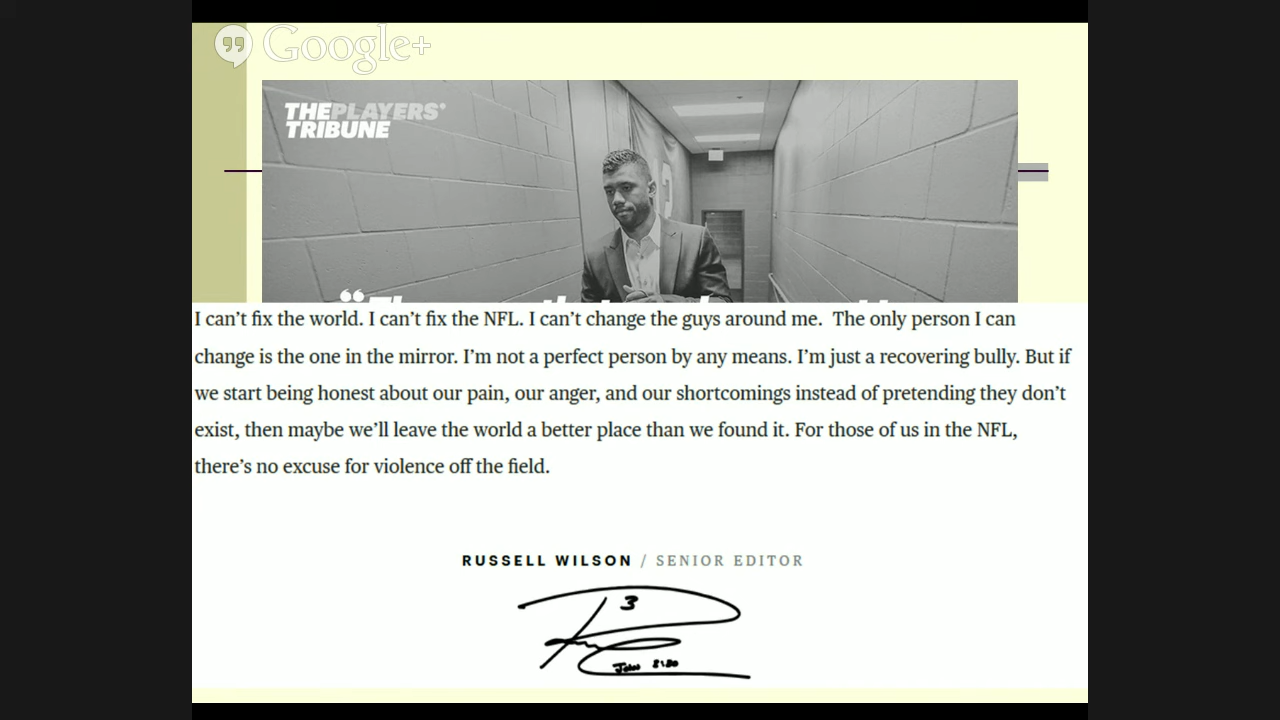 Google+
THEPLAYERS'
TRIBUNE
I can't fix the world. I can't fix the NFL. I can't change the guys around me.  The only person I can
change is the one in the mirror. I'm not a perfect person by any means. I'm just a recovering bully. But if
we start being honest about our pain, our anger, and our shortcomings instead of pretending they don't
exist, then maybe we'll leave the world a better place than we found it. For those of us in the NFL,
there's no excuse for violence off the field.
RUSSELL WILSON / SENIOR EDITOR
3
John